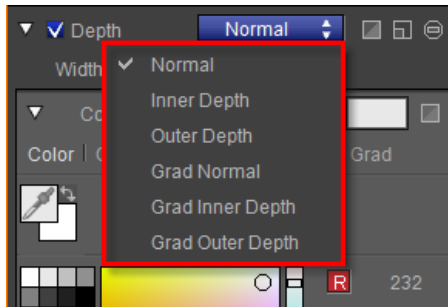 Depth Normal
Width
Normal
Inner Depth
Outer Depth
Grad Normal
Grad Inner Depth
Grad Outer Depth
Co
Color
Grad
R 232